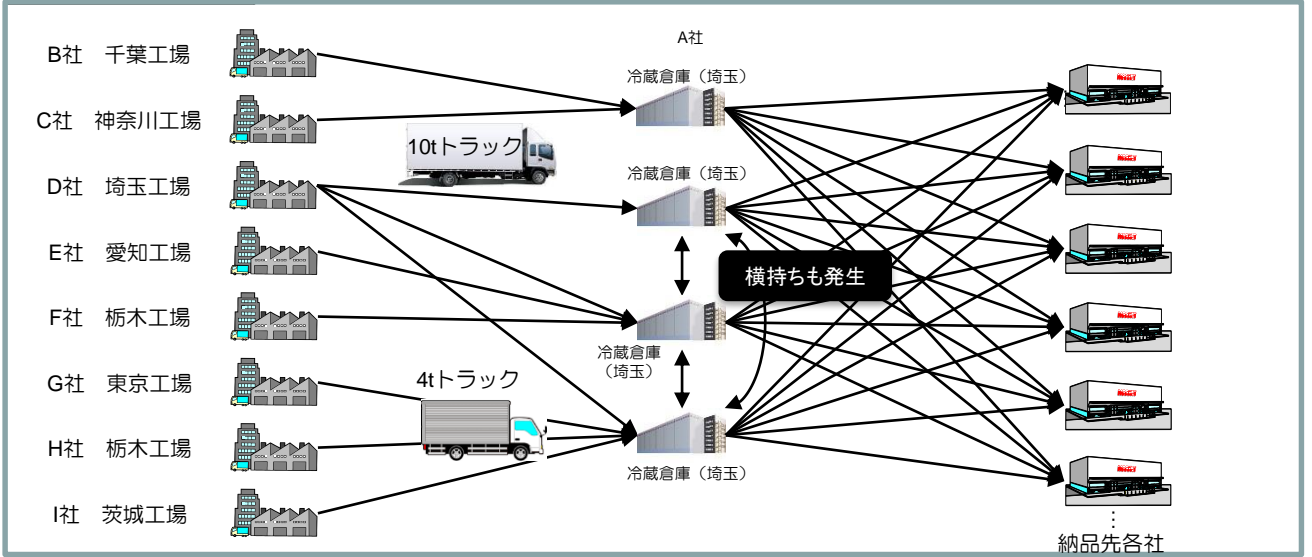 B社　千葉工場
C社　神奈川工場
D社　埼玉工場
E社　愛知工場
F社　栃木工場
G社　東京工場
H社　栃木工場
I社　茨城工場
10tトラック
4tトラック
A社
冷蔵倉庫（埼玉）
冷蔵倉庫（埼玉）
横持ちも発生
冷蔵倉庫
（埼玉）
冷蔵倉庫（埼玉）
…
納品先各社